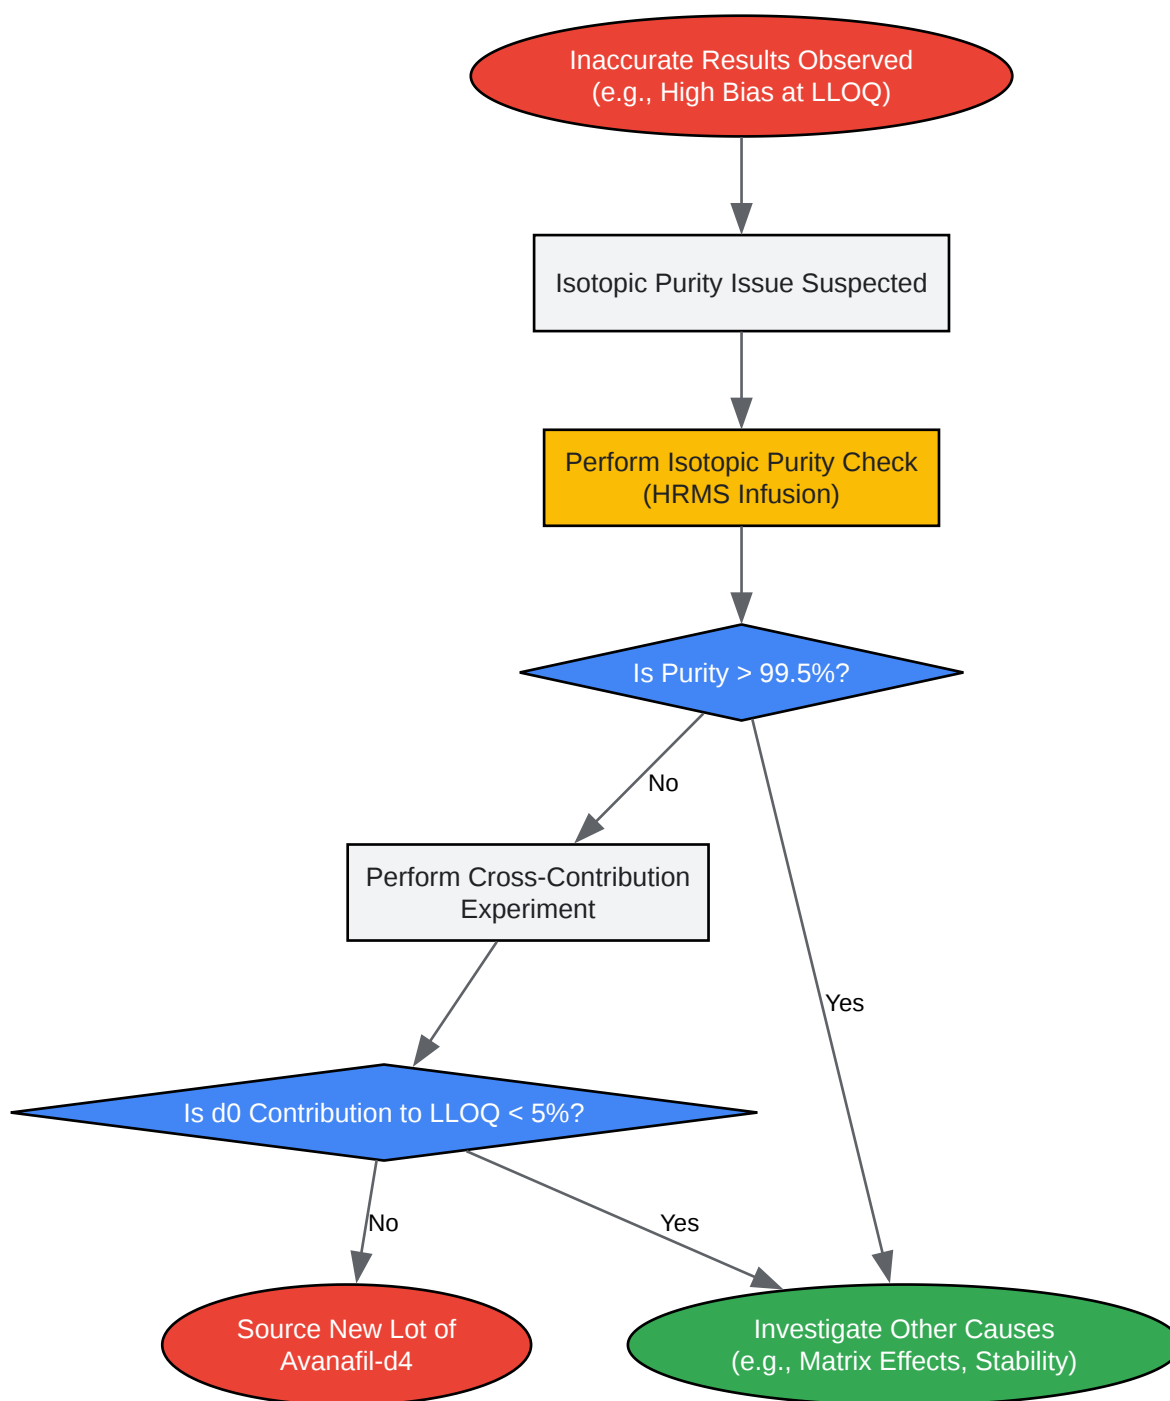 Inaccurate Results Observed
(e.g., High Bias at LLOQ)
Isotopic Purity Issue Suspected
Perform Isotopic Purity Check
(HRMS Infusion)
Is Purity > 99.5%?
No
Perform Cross-Contribution
Experiment
Yes
Is d0 Contribution to LLOQ < 5%?
No
Yes
Source New Lot of
Avanafil-d4
Investigate Other Causes
(e.g., Matrix Effects, Stability)